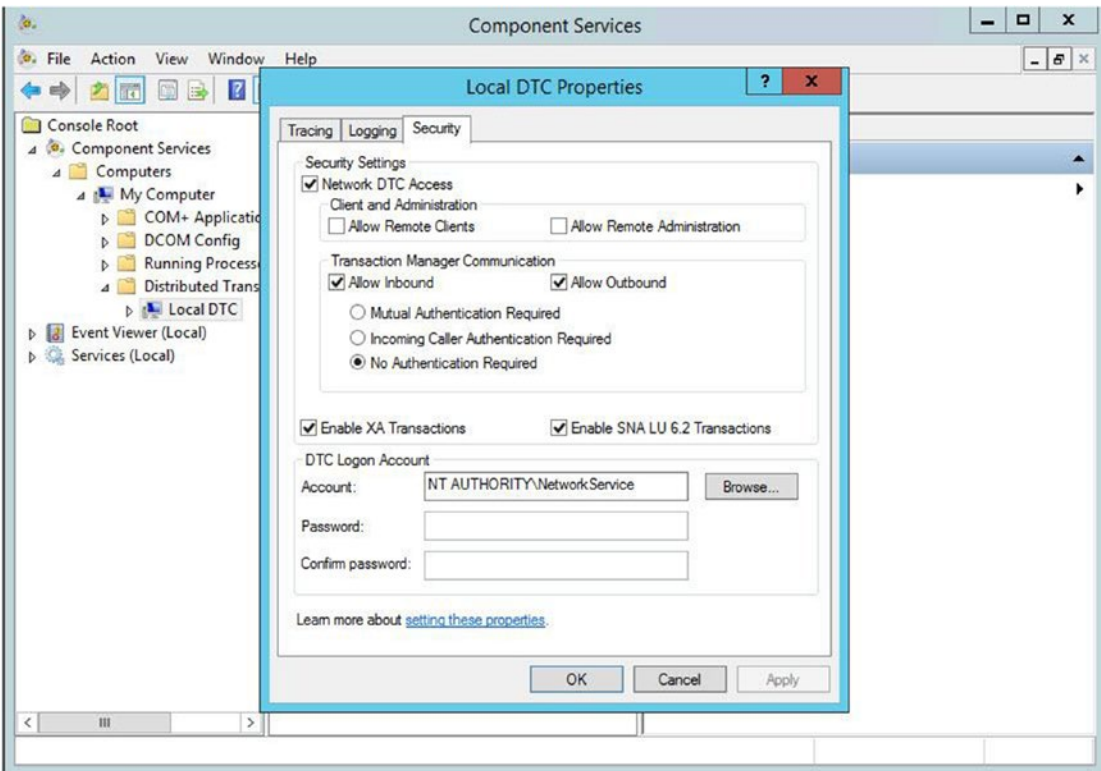 Component Services
File Action View Window Help
Local DTC Properties
?
x
Console Root
Component Services
Computers
My Computer
COM+ Applicatio
DCOM Config
Running Processe
Distributed Trans
Local DTC
Event Viewer (Local)
Services (Local)
Tracing Logging Security
Security Settings
Network DTC Access
Client and Administration
Allow Remote Clients Allow Remote Administration
Transaction Manager Communication
Allow Inbound Allow Outbound
Mutual Authentication Required
Incoming Caller Authentication Required
No Authentication Required
Enable XA Transactions Enable SNA LU 6.2 Transactions
DTC Logon Account
Account: NT AUTHORITY\NetworkService Browse...
Password:
Confirm password:
Learn more about setting these properties.
OK Cancel Apply